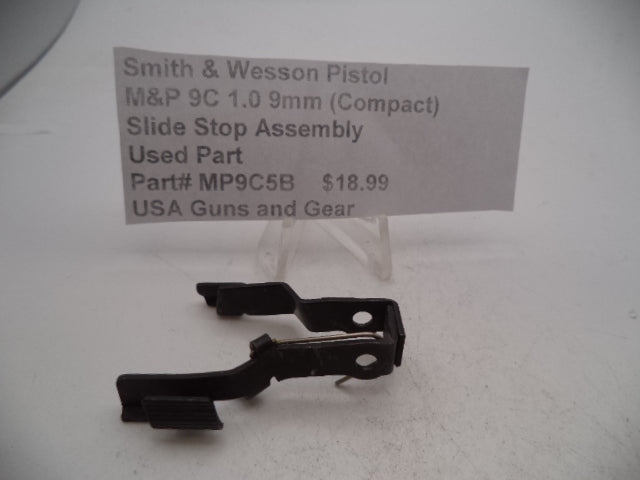 Smith & Wesson Pistol
M&P 9C 1.0 9mm (Compact)
Slide Stop Assembly
Used Part
Part# MP9C5B $18.99
USA Guns and Gear